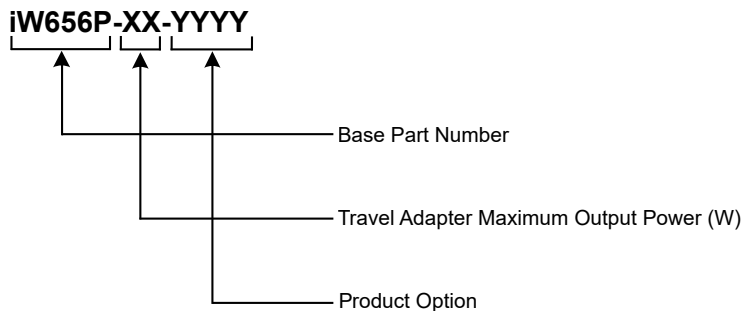 iW656P-XX-YYYY
Base Part Number
Travel Adapter Maximum Output Power (W)
Product Option